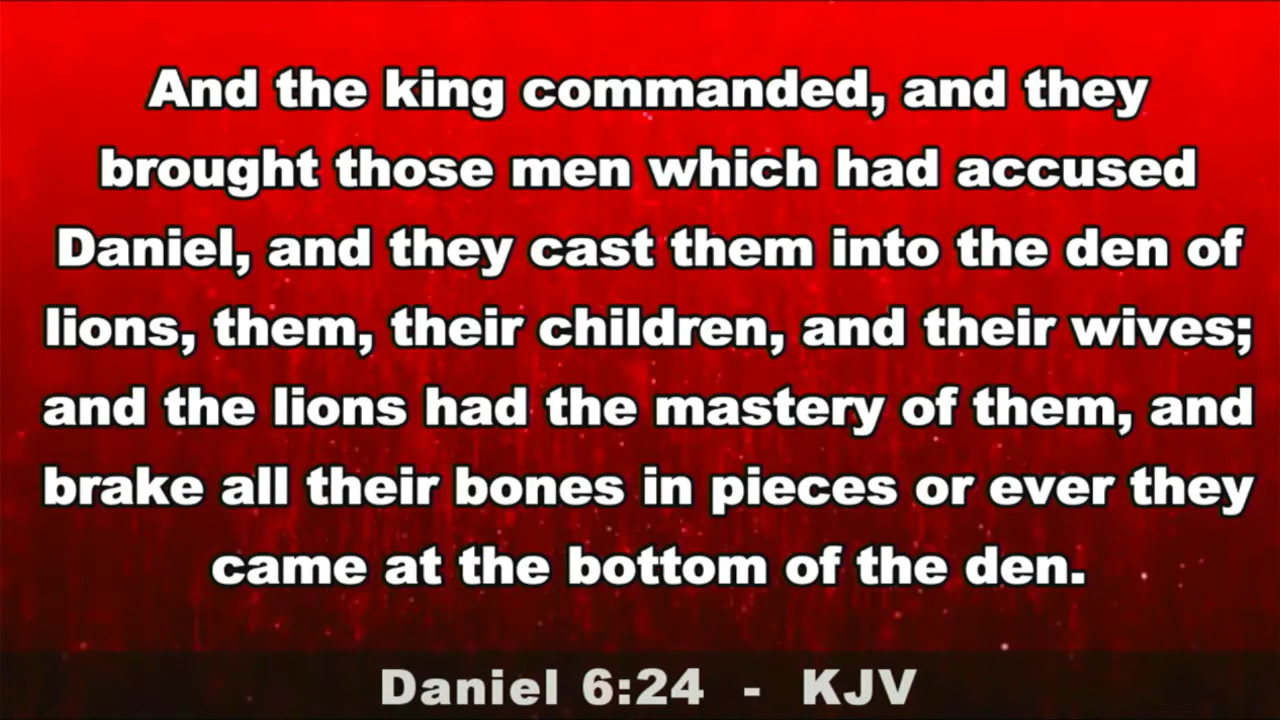 And the king commanded, and they
brought those men which had accused
Daniel, and they cast them into the den of
lions, them, their children, and their wives;
and the lions had the mastery of them, and
brake all their bones in pieces or ever they
came at the bottom of the den.
Daniel 6:24 - KJV